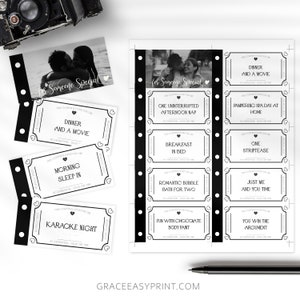 for Someone Special
DINNER
AND A MOVIE
MORNING
SLEEP IN
KARAOKE NIGHT
for Someone Special
DINNER
AND A MOVIE
ONE UNINTERRUPTED
AFTERNOON NAP
PAMPERING SPA DAY AT
HOME
BREAKFAST
IN BED
ONE
STRIPTEASE
ROMANTIC BUBBLE
BATH FOR TWO
JUST ME
AND YOU TIME
FUN WITH CHOCOLATE
BODY PAINT
YOU WIN THE
ARGUMENT
GRACEEASYPRINT.COM